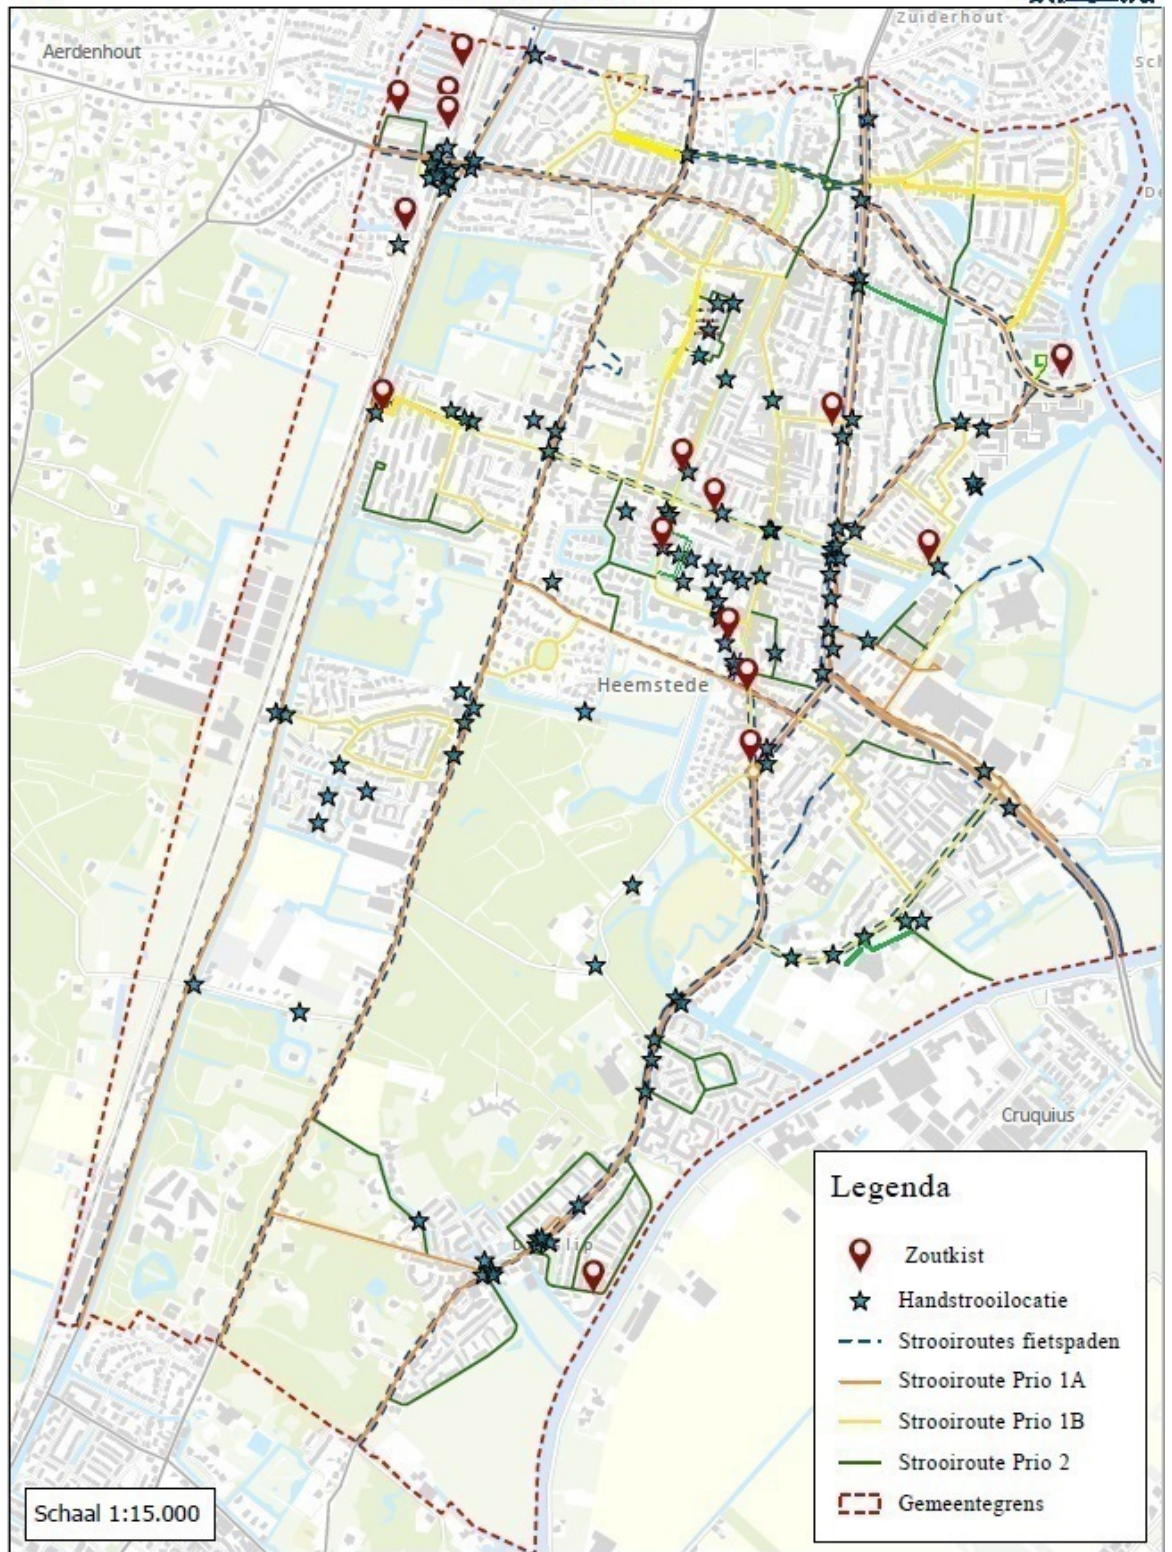 Zuiderhout
Aerdenhout
Heemstede
Cruquius
Legenda
Zoutkist
Handstrooilocatie
Strooiroutes fietspaden
Strooiroute Prio 1A
Strooiroute Prio 1B
Strooiroute Prio 2
Gemeentegrens
Schaal 1:15.000